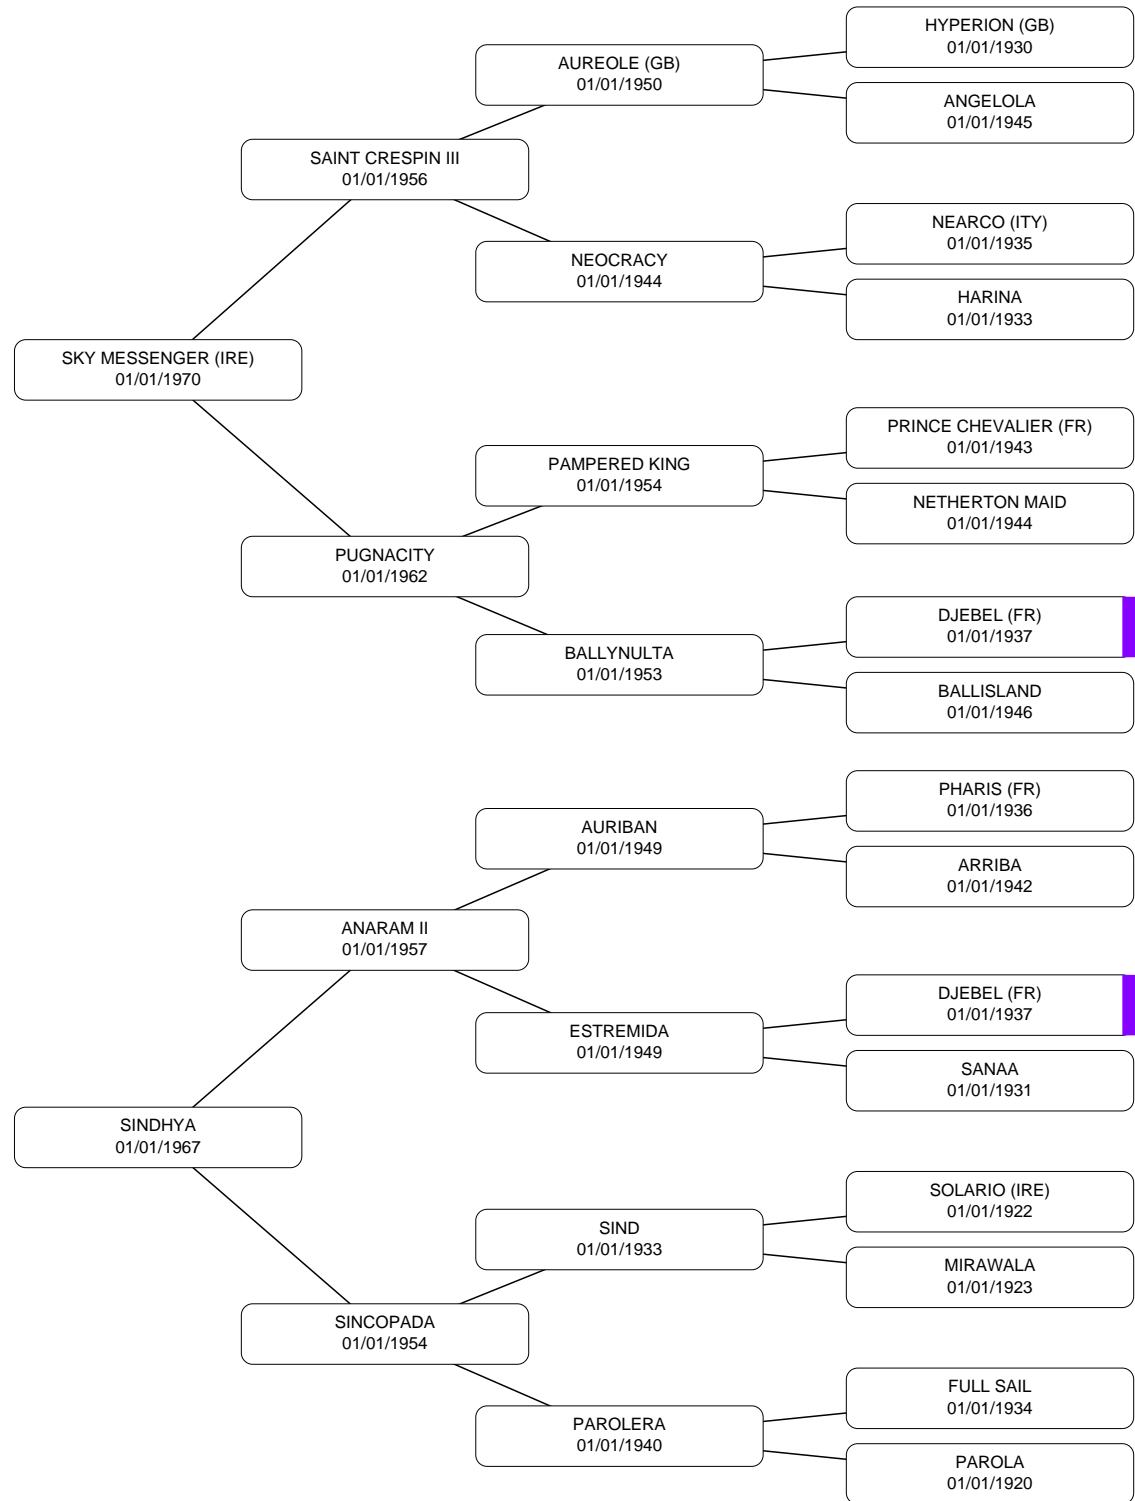 HYPERION (GB)
01/01/1930
AUREOLE (GB)
01/01/1950
ANGELOLA
01/01/1945
SAINT CRESPIN III
01/01/1956
NEARCO (ITY)
01/01/1935
NEOCRACY
01/01/1944
HARINA
01/01/1933
SKY MESSENGER (IRE)
01/01/1970
PRINCE CHEVALIER (FR)
01/01/1943
PAMPERED KING
01/01/1954
NETHERTON MAID
01/01/1944
PUGNACITY
01/01/1962
DJEBEL (FR)
01/01/1937
BALLYNULTA
01/01/1953
BALLISLAND
01/01/1946
PHARIS (FR)
01/01/1936
AURIBAN
01/01/1949
ARRIBA
01/01/1942
ANARAM II
01/01/1957
DJEBEL (FR)
01/01/1937
ESTREMIDA
01/01/1949
SANAA
01/01/1931
SINDHYA
01/01/1967
SOLARIO (IRE)
01/01/1922
SIND
01/01/1933
MIRAWALA
01/01/1923
SINCOPADA
01/01/1954
FULL SAIL
01/01/1934
PAROLERA
01/01/1940
PAROLA
01/01/1920